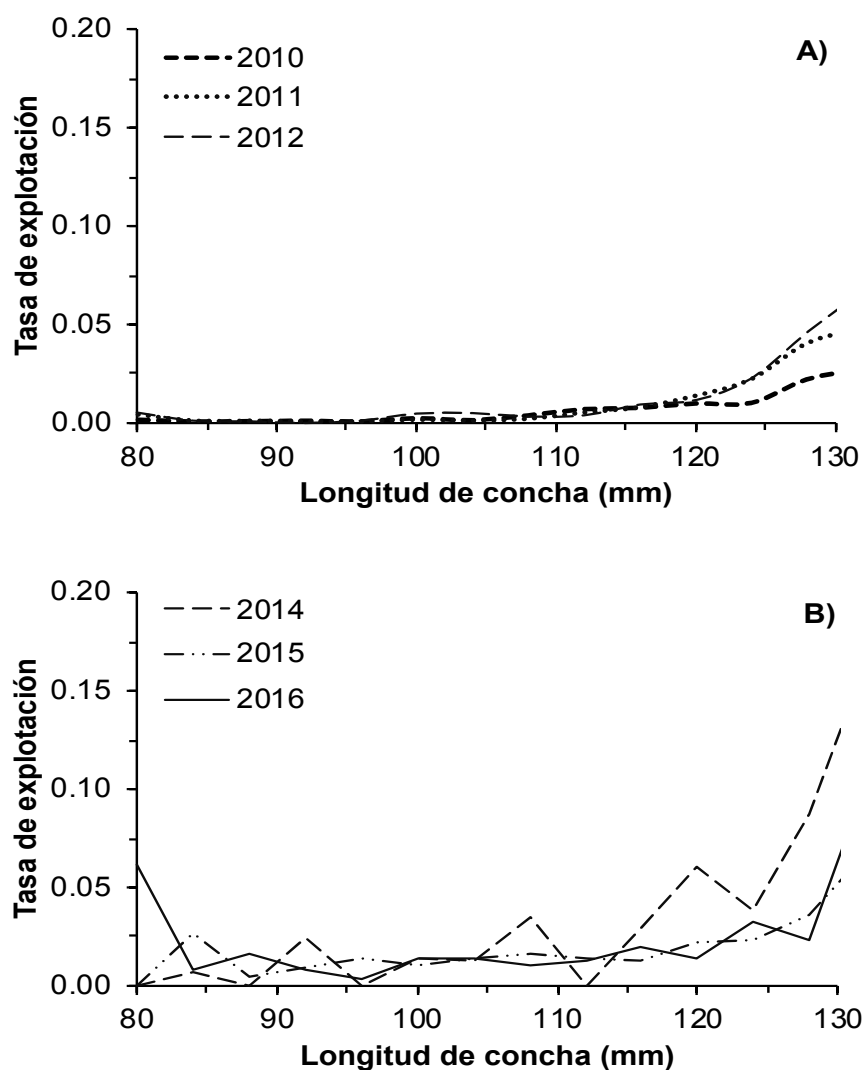 A)
2010
2011
2012
Tasa de explotación
0.20
0.15
0.10
0.05
0.00
80 90 100 110 120 130
Longitud de concha (mm)
B)
2014
2015
2016
Tasa de explotación
0.20
0.15
0.10
0.05
0.00
80 90 100 110 120 130
Longitud de concha (mm)